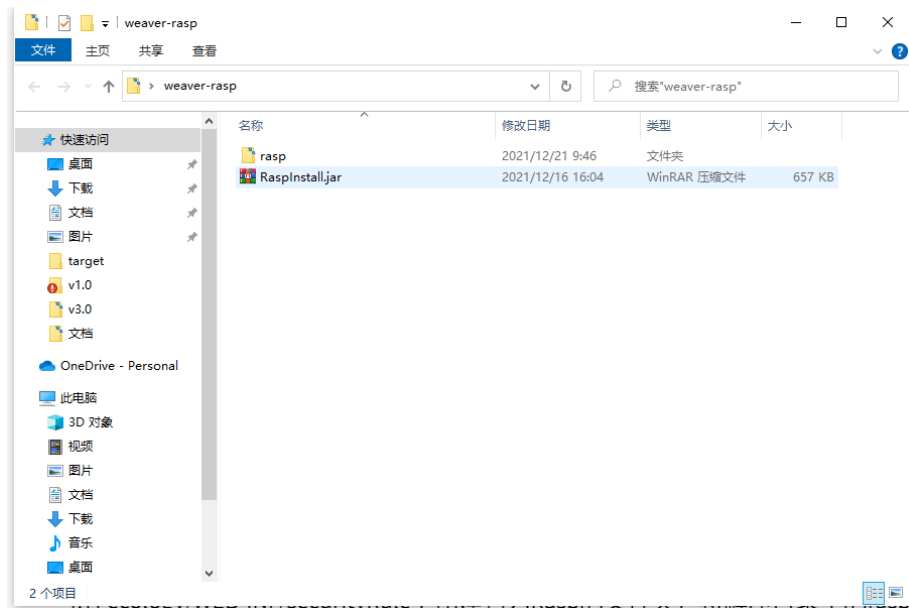 weaver-rasp
文件 主页 共享 查看
weaver-rasp
搜索"weaver-rasp"
名称 修改日期 类型 大小
rasp 2021/12/21 9:46 文件夹
RaspInstall.jar 2021/12/16 16:04 WinRAR 压缩文件 657 KB
快速访问
桌面
下载
文档
图片
target
v1.0
v3.0
文档
OneDrive - Personal
此电脑
3D 对象
视频
图片
文档
下载
音乐
桌面
2 个项目